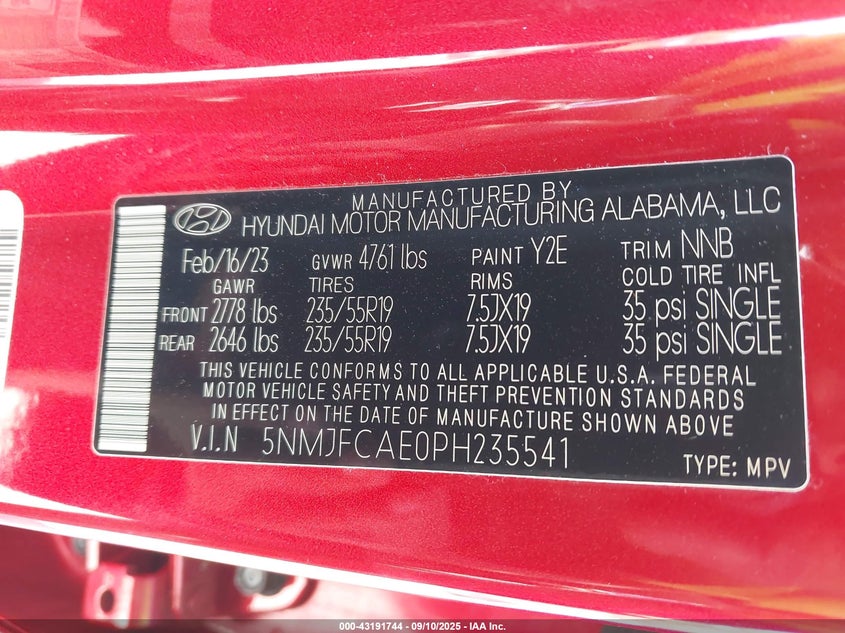 MANUFACTURED BY
HYUNDAI MOTOR MANUFACTURING ALABAMA, LLC
Feb/16/23 GVWR 4761 lbs PAINT Y2E TRIM NNB
GAWR TIRES RIMS COLD TIRE INFL
FRONT 2778 lbs 235/55R19 7.5JX19 35 psi SINGLE
REAR 2646 lbs 235/55R19 7.5JX19 35 psi SINGLE
THIS VEHICLE CONFORMS TO ALL APPLICABLE U.S.A. FEDERAL
MOTOR VEHICLE SAFETY AND THEFT PREVENTION STANDARDS
IN EFFECT ON THE DATE OF MANUFACTURE SHOWN ABOVE
V.I.N 5NMJFCAE0PH235541
TYPE: MPV
000-43191744 - 09/10/2025 - IAA Inc.